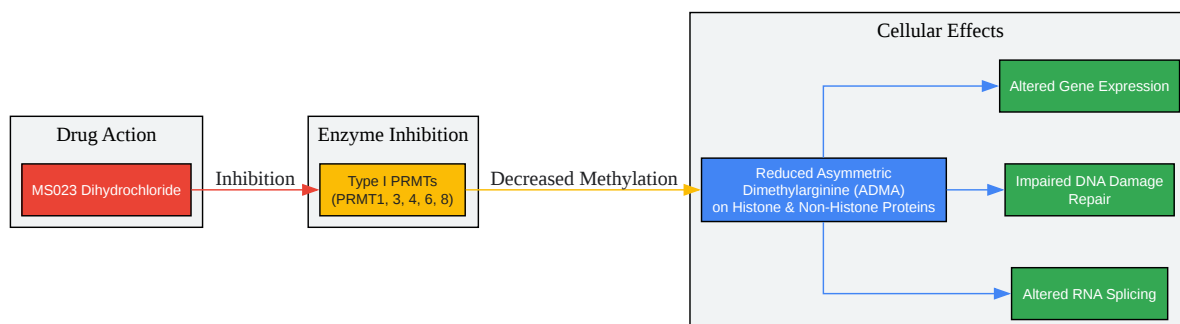 Drug Action
MS023 Dihydrochloride
Inhibition
Enzyme Inhibition
Type I PRMTs
(PRMT1, 3, 4, 6, 8)
Decreased Methylation
Cellular Effects
Reduced Asymmetric
Dimethylarginine (ADMA)
on Histone & Non-Histone Proteins
Altered Gene Expression
Impaired DNA Damage
Repair
Altered RNA Splicing